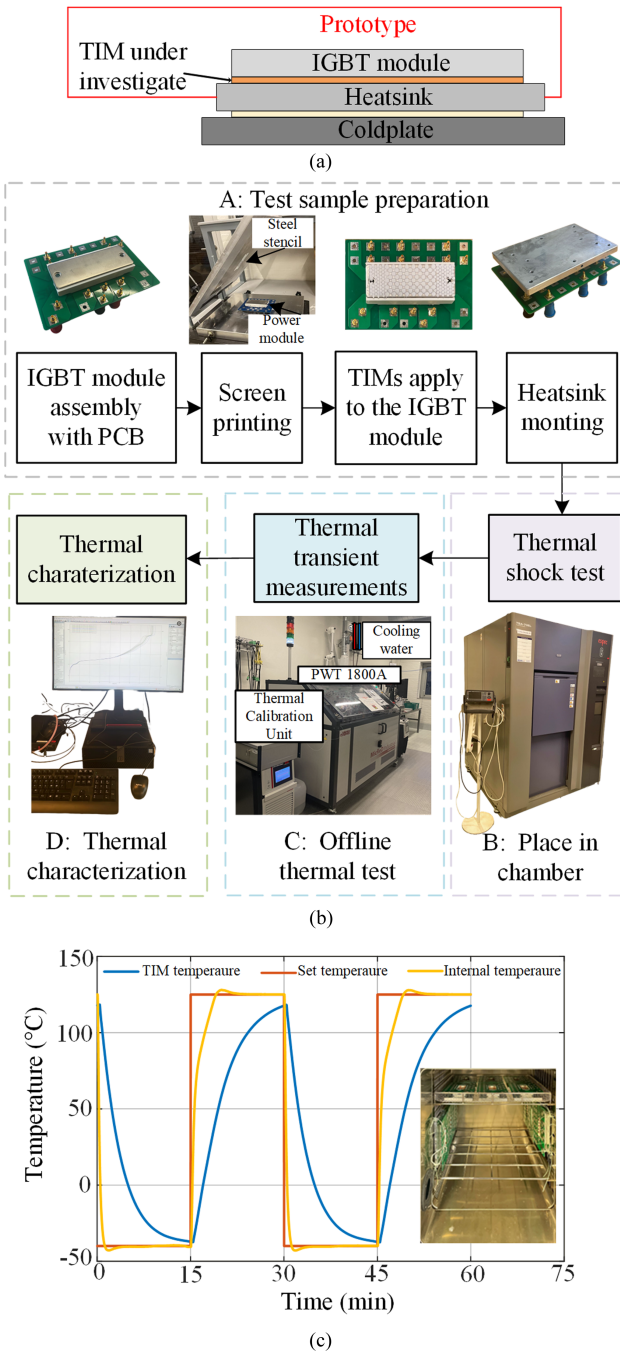 Prototype
TIM under
investigate
IGBT module
Heatsink
Coldplate
(a)
A: Test sample preparation
Steel
stencil
Power
module
IGBT module
assembly
with PCB
Screen
printing
TIMs apply
to the IGBT
module
Heatsink
monting
Thermal
charaterization
Thermal
transient
measurements
Thermal
shock test
Cooling
water
PWT 1800A
Thermal
Calibration
Unit
D: Thermal
characterization
C: Offline
thermal test
B: Place in
chamber
(b)
150
100
50
0
-50
Temperature (°C)
TIM temperaure
Set temperaure
Internal temperaure
0
15
30
45
60
75
Time (min)
(c)